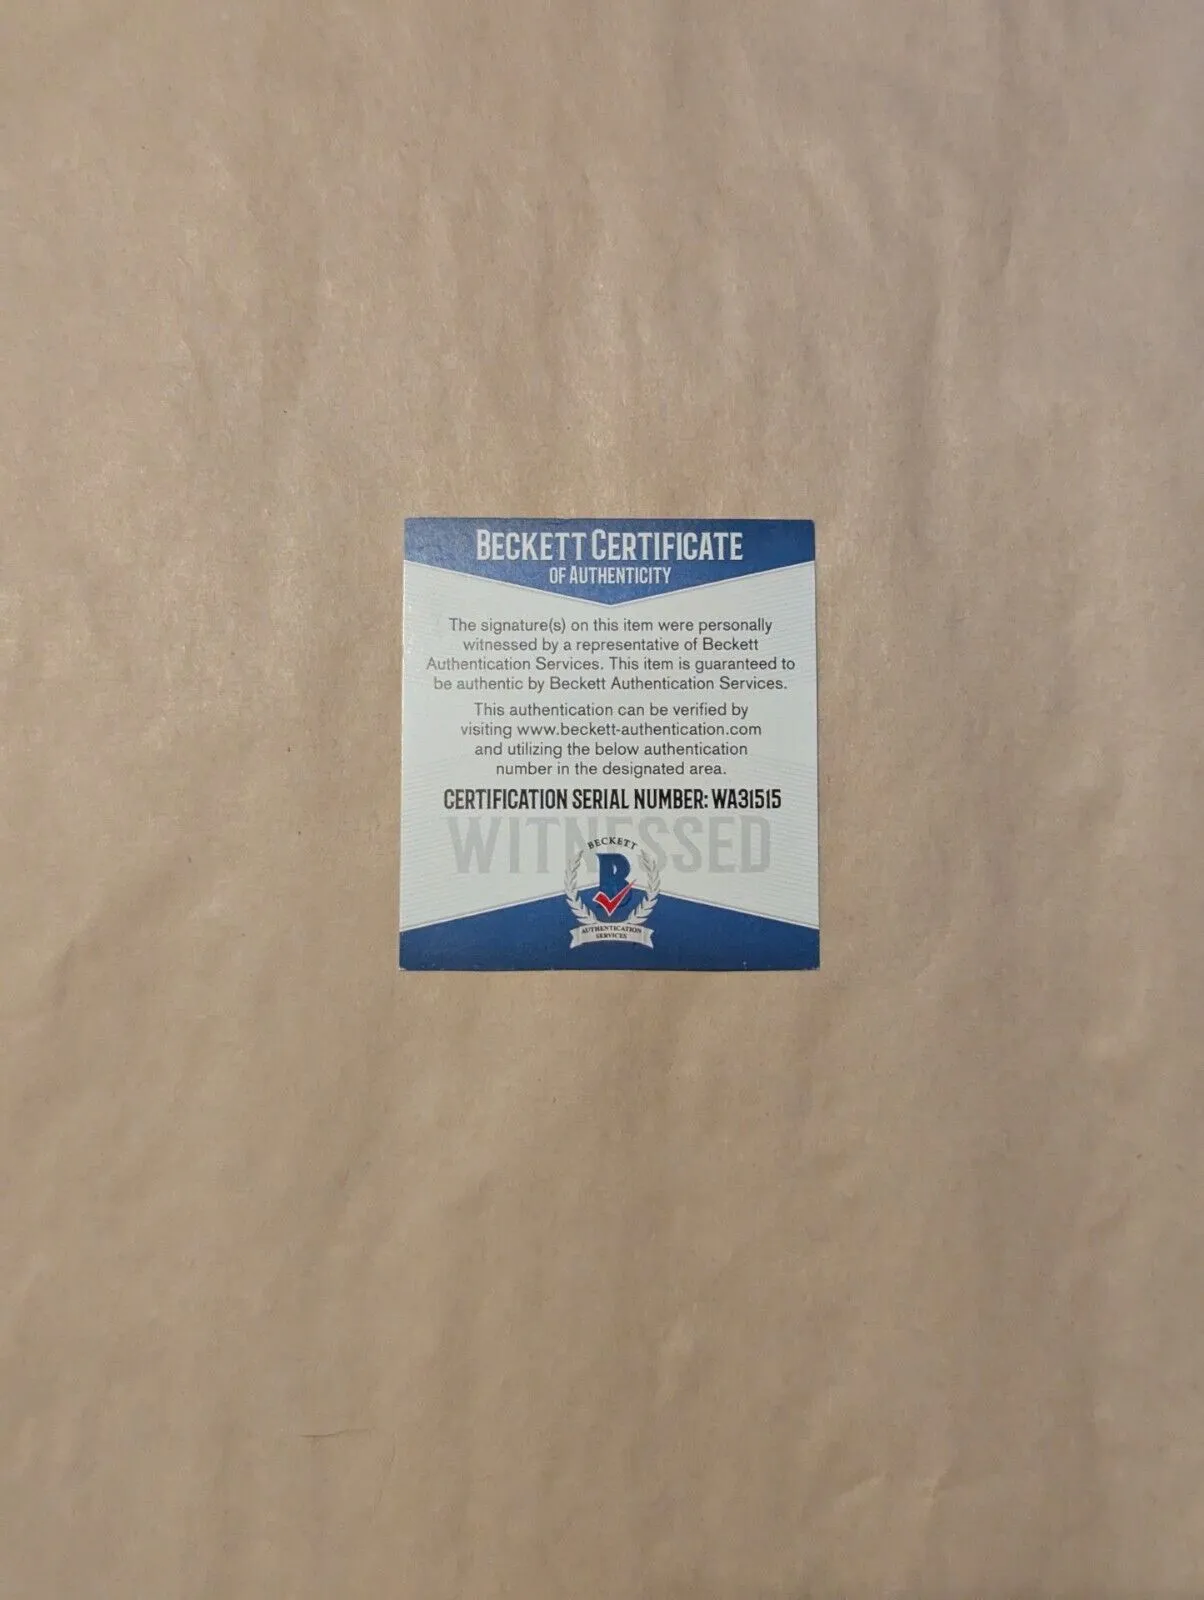 BECKETT CERTIFICATE
OF AUTHENTICITY
The signature(s) on this item were personally
witnessed by a representative of Beckett
Authentication Services. This item is guaranteed to
be authentic by Beckett Authentication Services.
This authentication can be verified by
visiting www.beckett-authentication.com
and utilizing the below authentication
number in the designated area.
CERTIFICATION SERIAL NUMBER: WA31515
WITNESSED
BECKETT
B
AUTHENTICATION
SERVICES